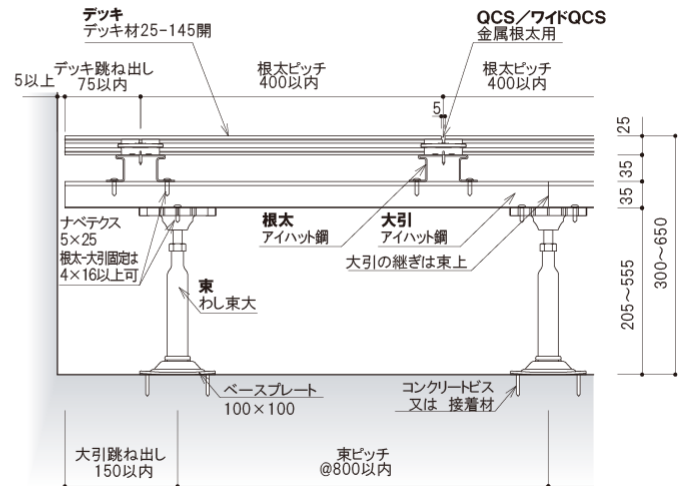 デッキ
デッキ材25-145開
QCS/ワイドQCS
金属根太用
5以上
デッキ跳ね出し
75以内
根太ピッチ
400以内
根太ピッチ
400以内
5
25
35
35
205~555
300~650
ナベテクス
5×25
根太-大引固定は
4×16以上可
根太
アイハット鋼
大引
アイハット鋼
大引の継ぎは束上
束
わし束大
ベースプレート
100×100
コンクリートビス
又は 接着材
大引跳ね出し
150以内
束ピッチ
@800以内